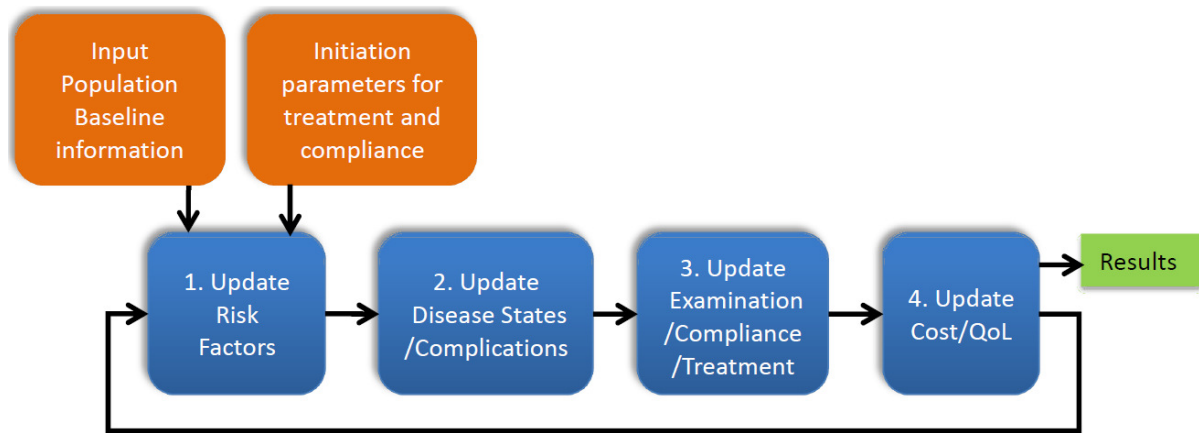 Input
Population
Baseline
information
Initiation
parameters for
treatment and
compliance
1. Update
Risk
Factors
2. Update
Disease States
/Complications
3. Update
Examination
/Compliance
/Treatment
4. Update
Cost/QoL
Results